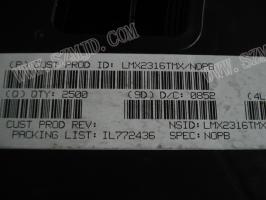 (P) CUST PROD ID: LMX2316TMX/NOPB
(Q) QTY: 2500 (9D) D/C: 0852 (4L
CUST PROD REV: NSID: LMX2316TMX
PACKING LIST: IL772436 SPEC: NOPB
WWW.SZMJD.COM